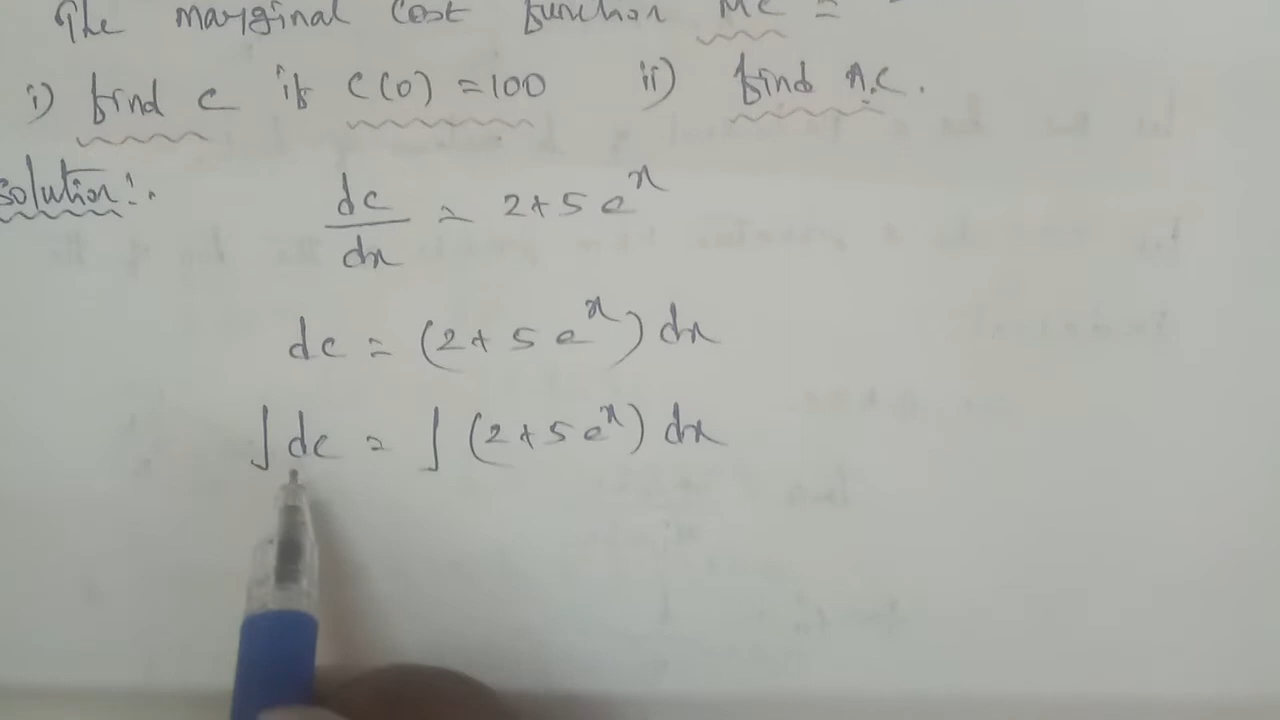 The marginal cost function MC =
i) find C if C(0) = 100 ii) find A.C.
Solution:.
dc/dx = 2+5e^x
dc = (2+5e^x) dx
∫dc = ∫(2+5e^x) dx